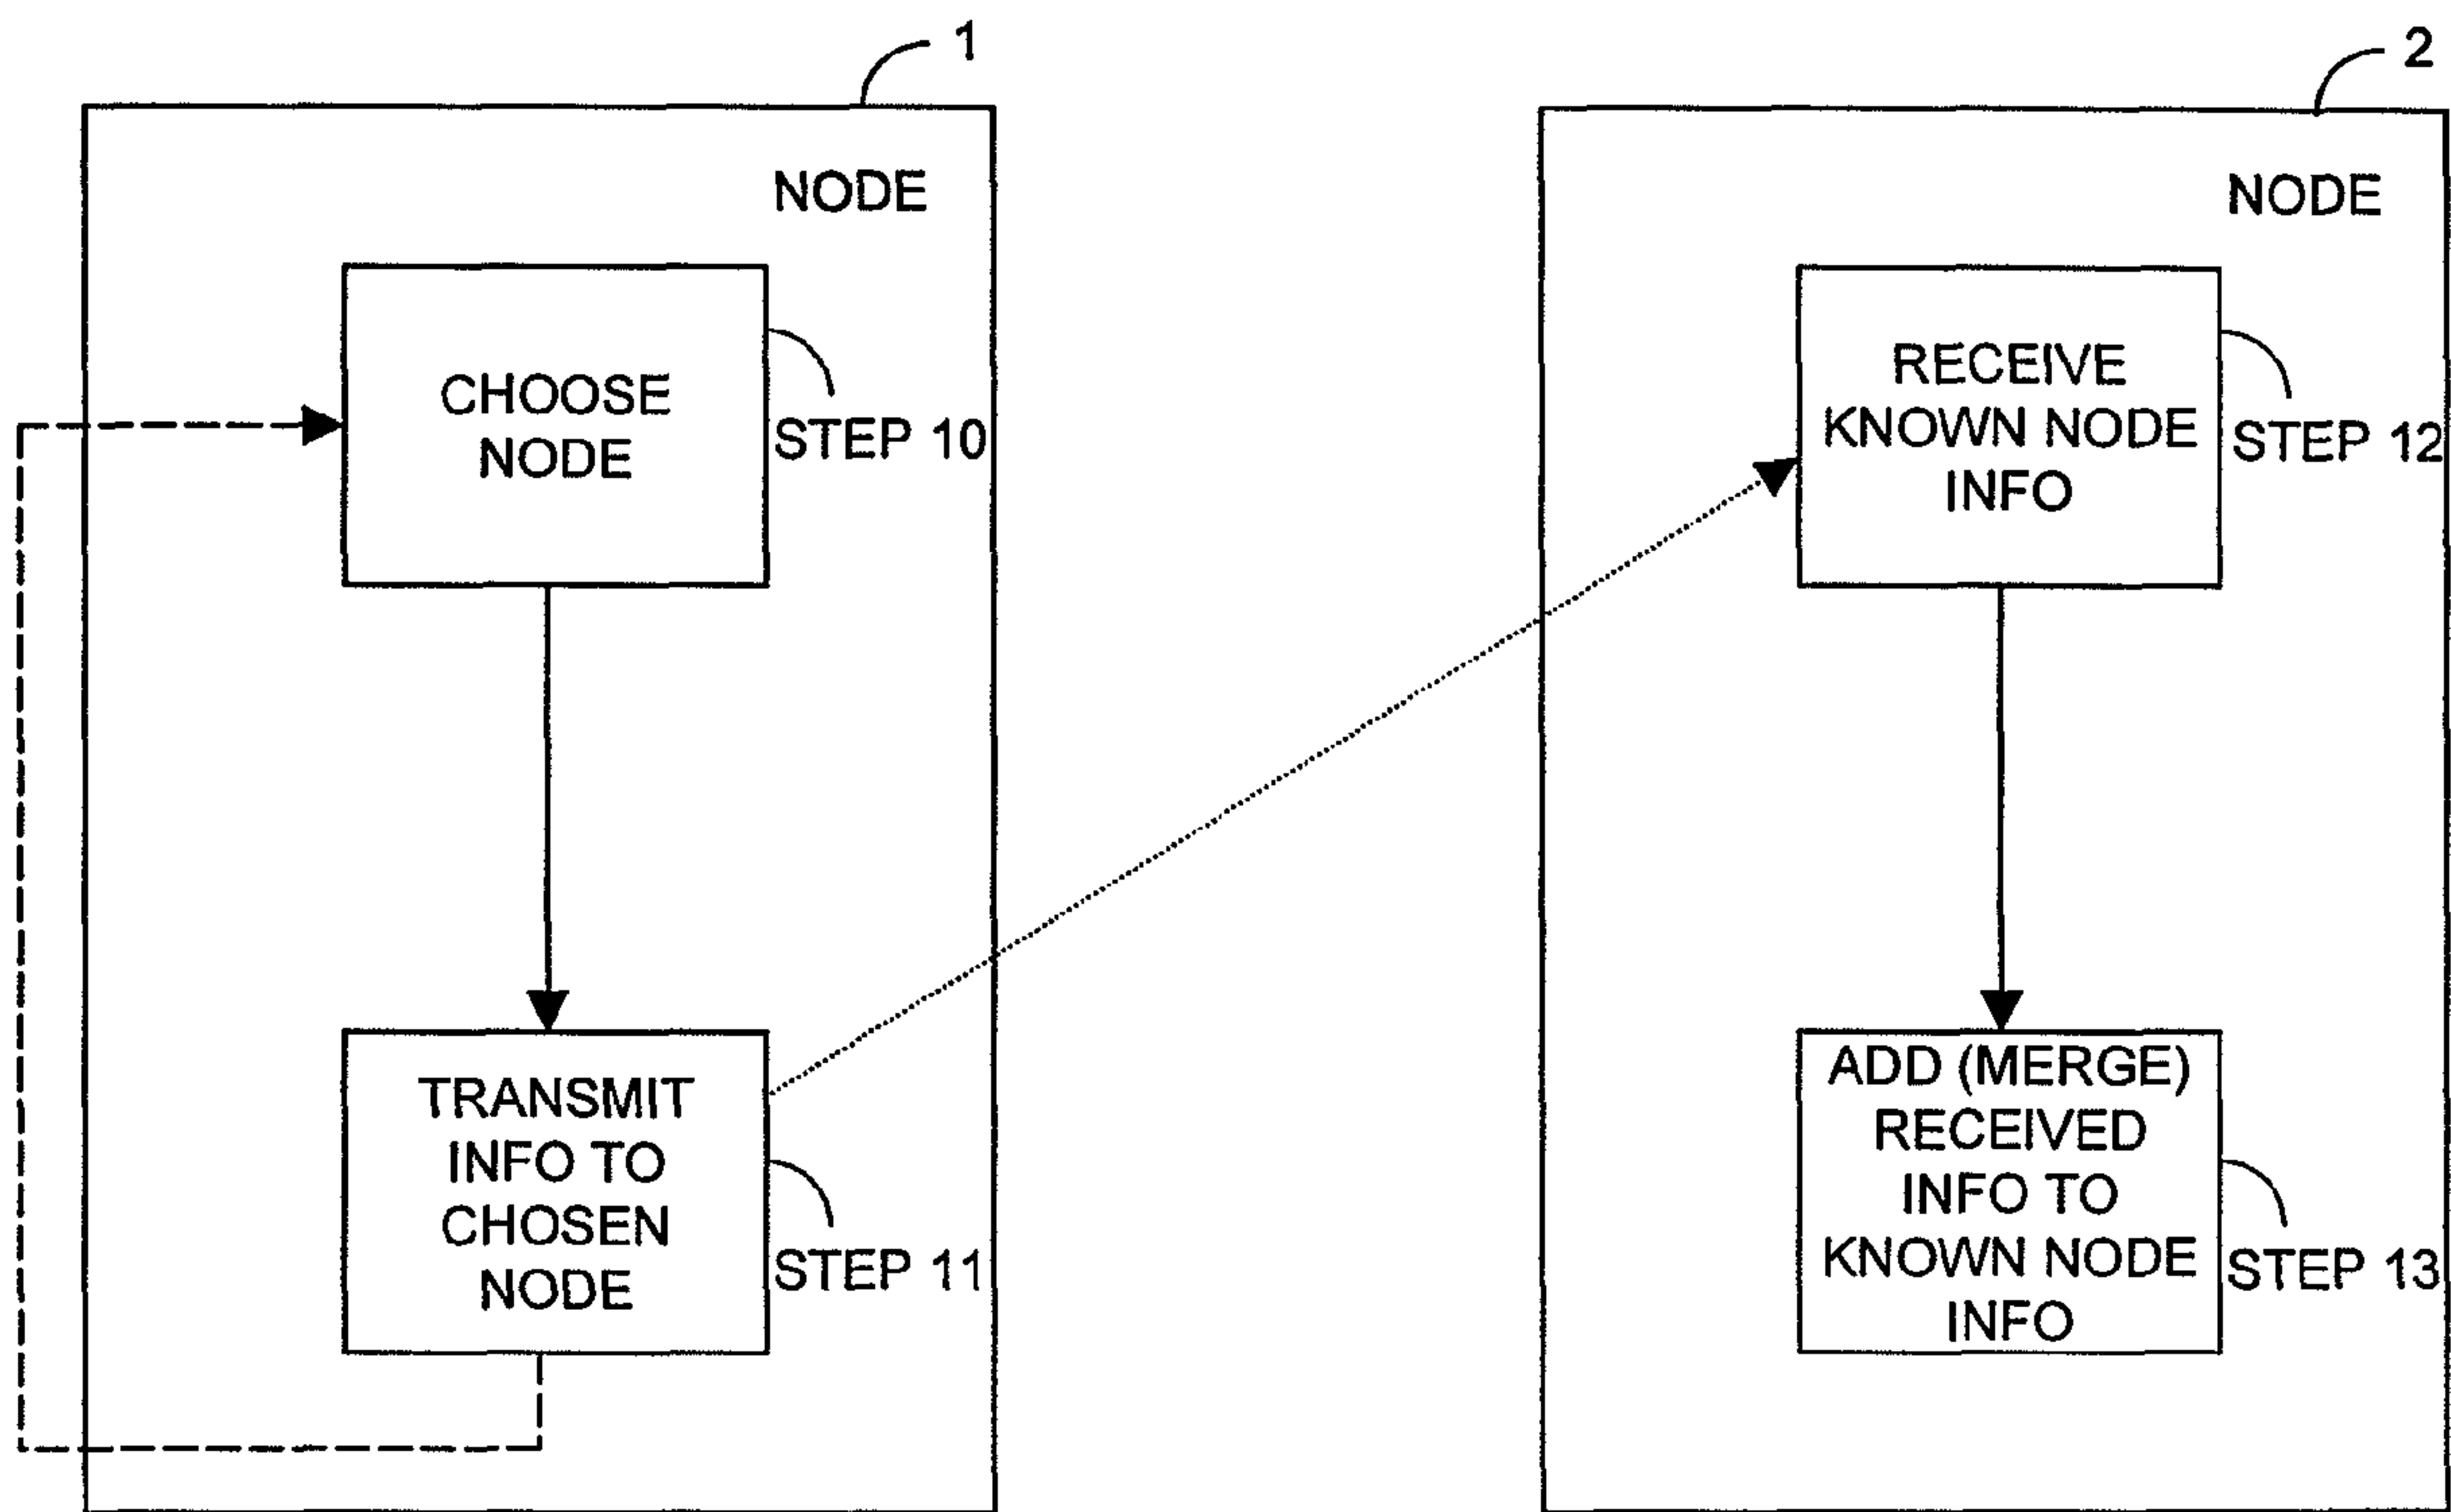 1
NODE
CHOOSE
NODE
STEP 10
TRANSMIT
INFO TO
CHOSEN
NODE
STEP 11
2
NODE
RECEIVE
KNOWN NODE
INFO
STEP 12
ADD (MERGE)
RECEIVED
INFO TO
KNOWN NODE
INFO
STEP 13